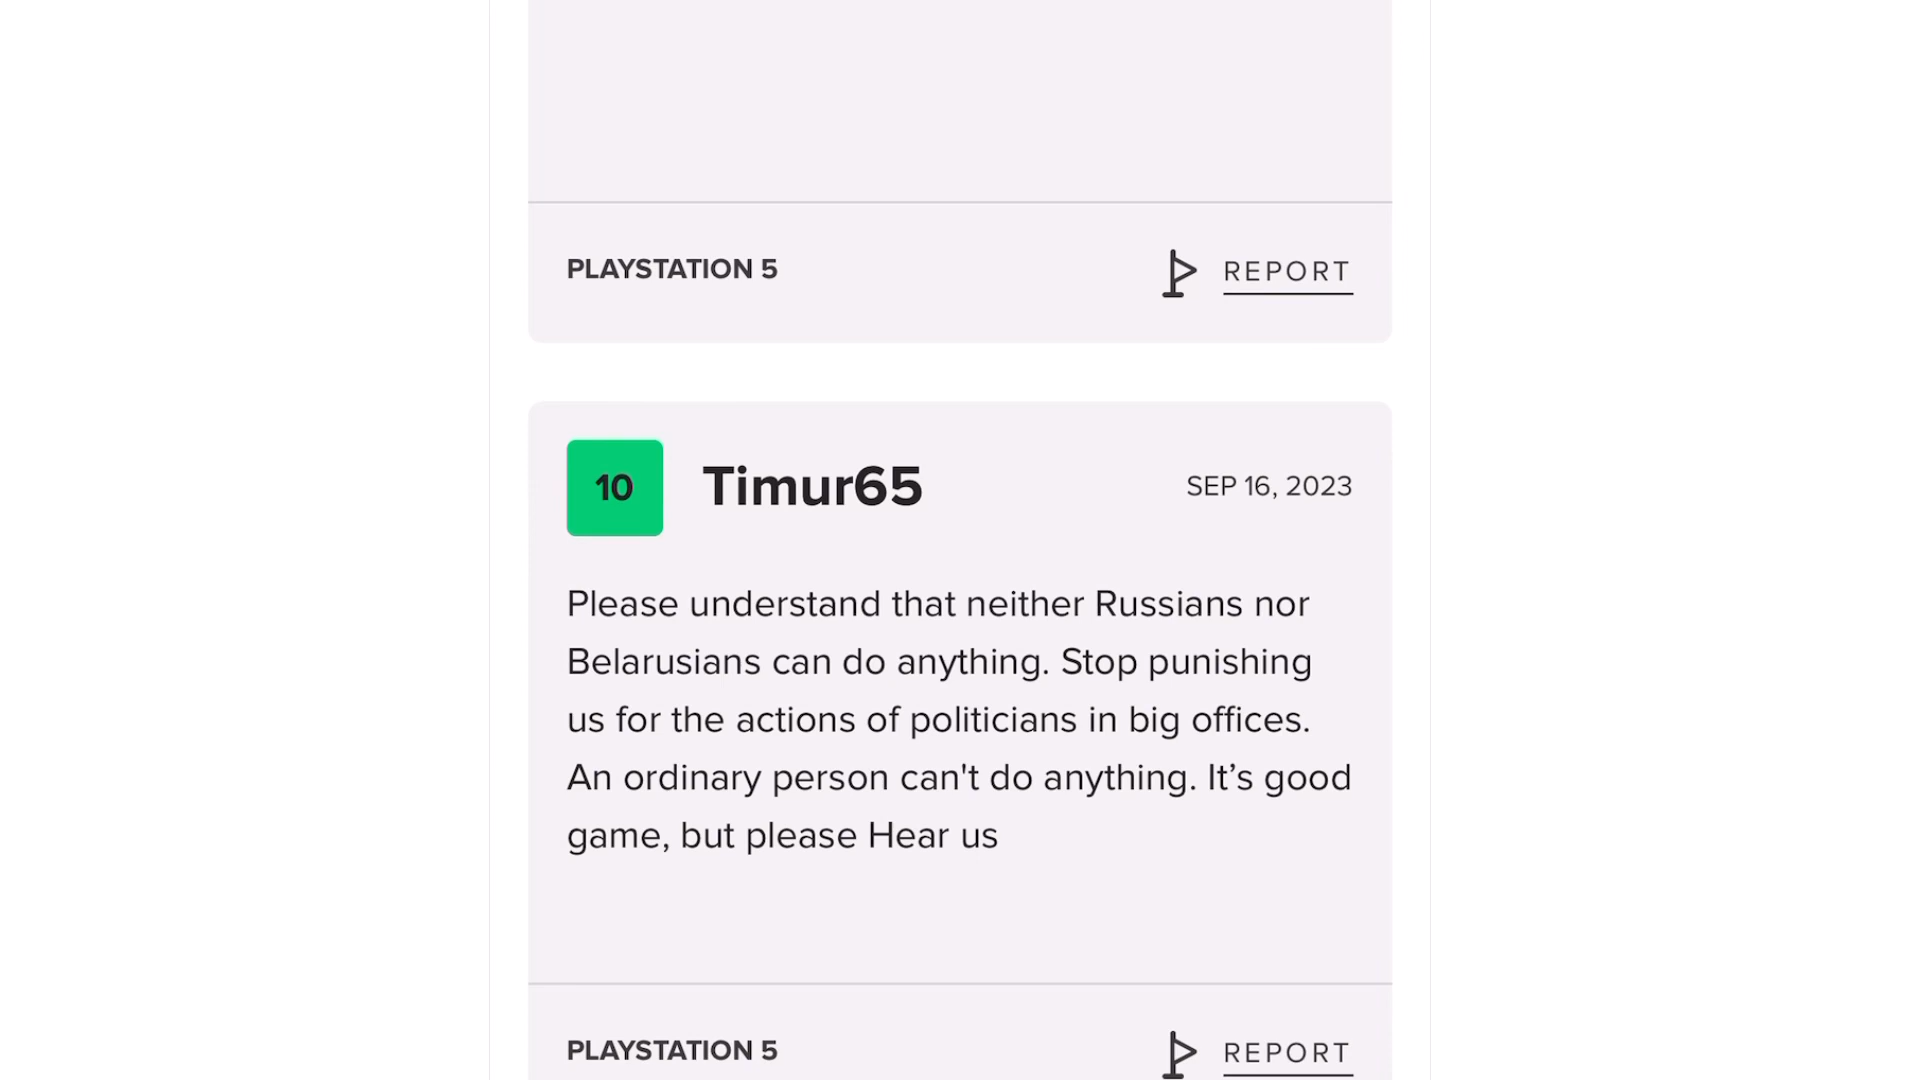 PLAYSTATION 5
REPORT
10
Timur65
SEP 16, 2023
Please understand that neither Russians nor
Belarusians can do anything. Stop punishing
us for the actions of politicians in big offices.
An ordinary person can't do anything. It’s good
game, but please Hear us
PLAYSTATION 5
REPORT